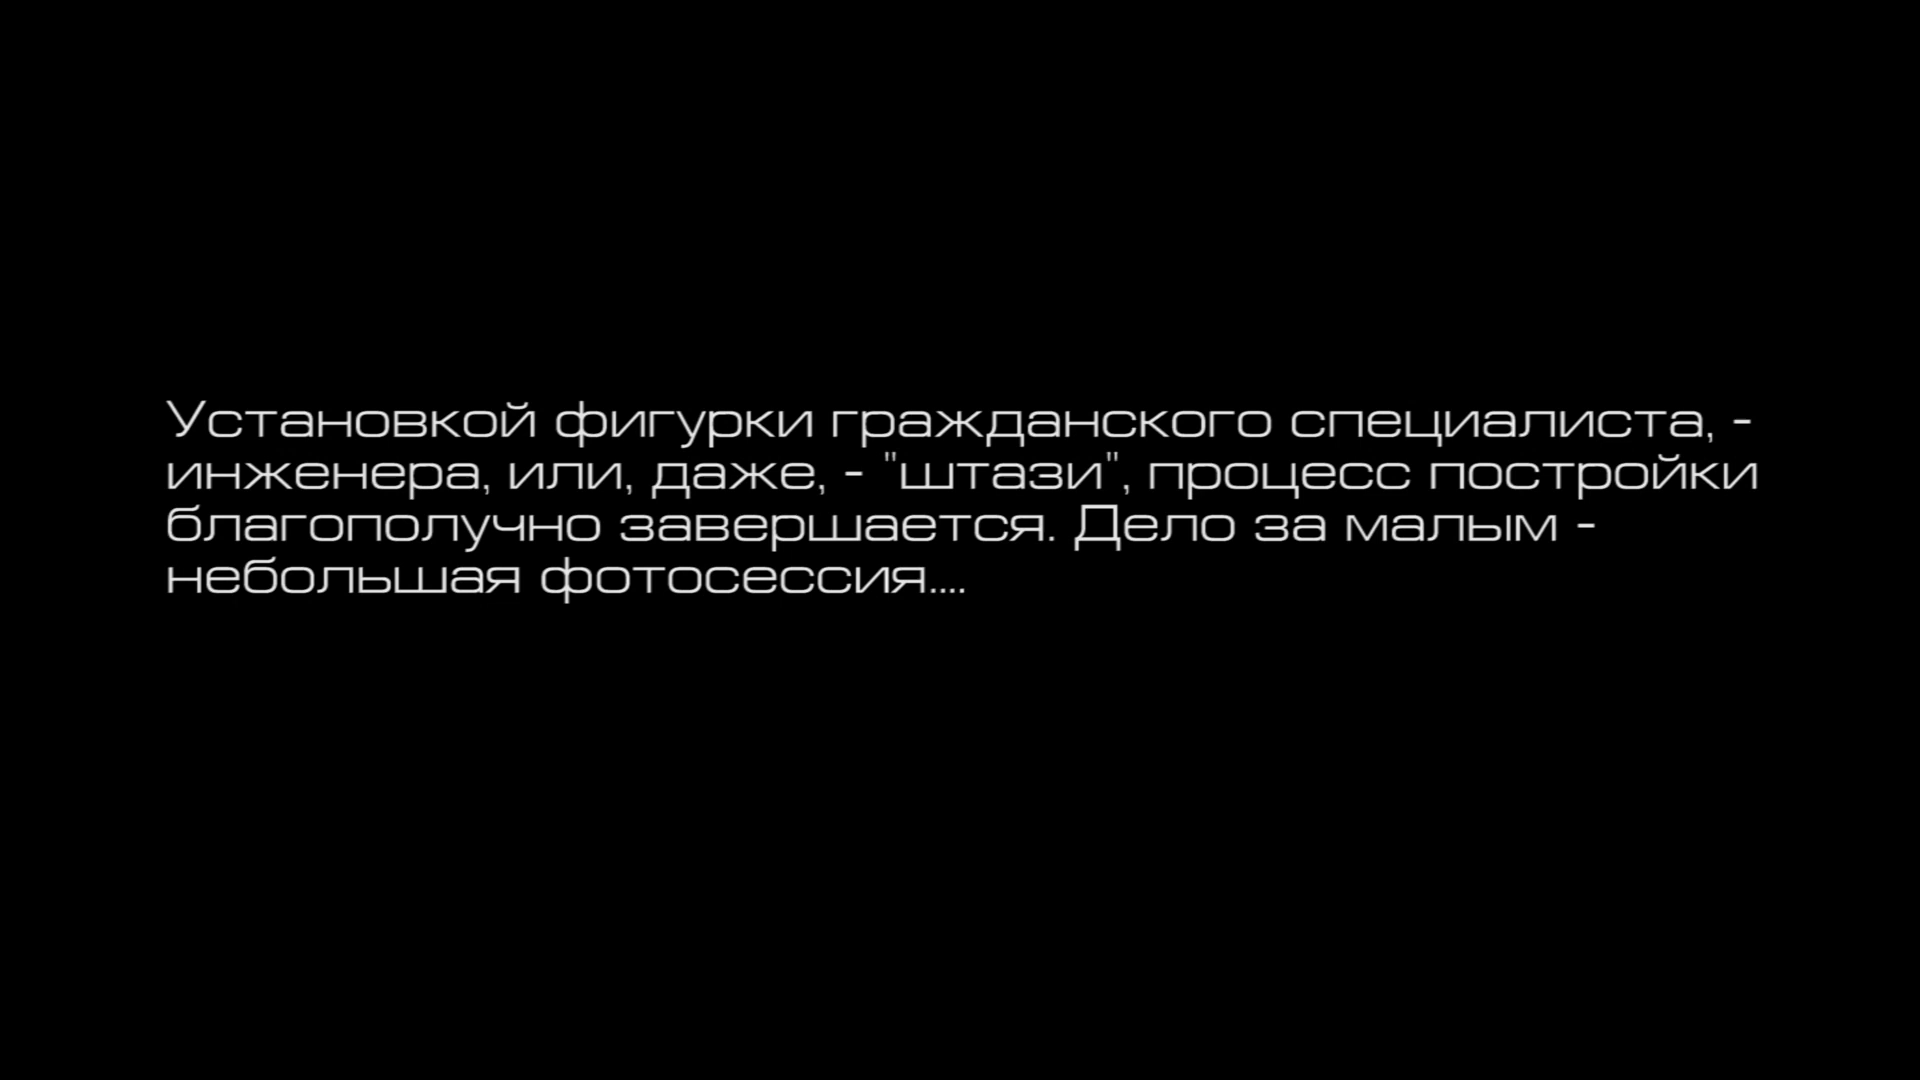 Установкой фигурки гражданского специалиста, -
инженера, или, даже, - "штази", процесс постройки
благополучно завершается. Дело за малым -
небольшая фотосессия....